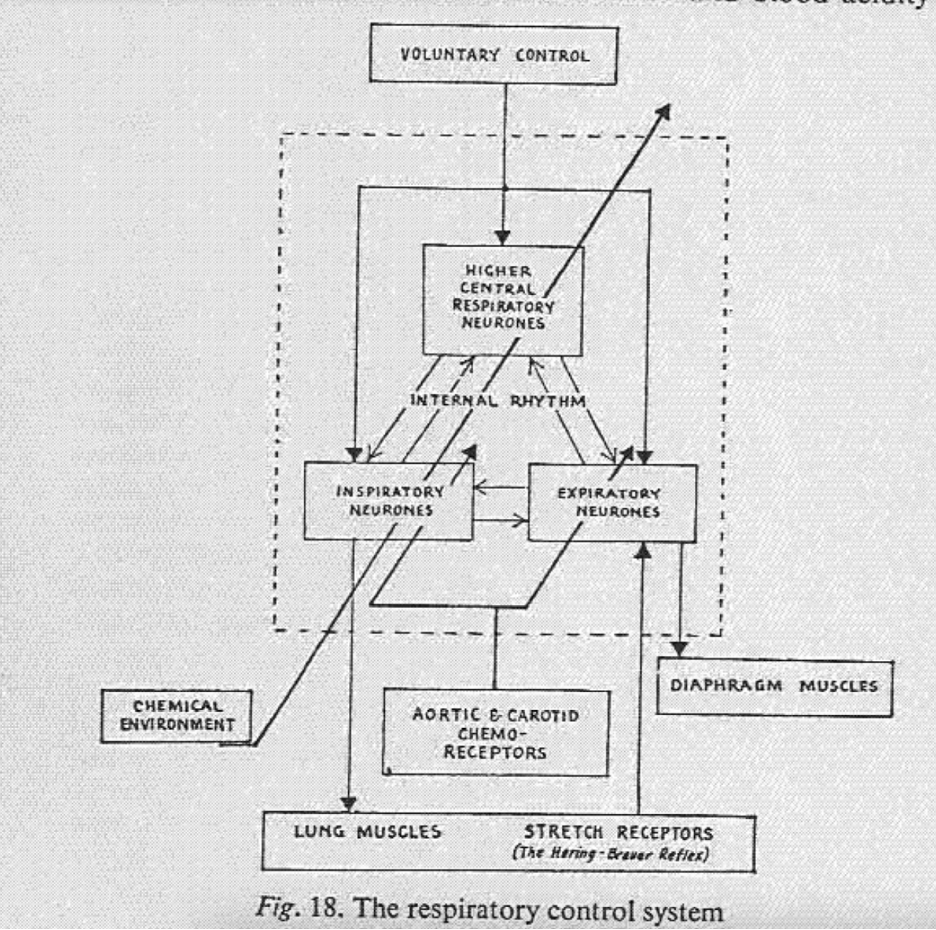 blood acidity
VOLUNTARY CONTROL
HIGHER
CENTRAL
RESPIRATORY
NEURONES
INTERNAL RHYTHM
INSPIRATORY
NEURONES
EXPIRATORY
NEURONES
CHEMICAL
ENVIRONMENT
AORTIC & CAROTID
CHEMO-
RECEPTORS
DIAPHRAGM MUSCLES
LUNG MUSCLES
STRETCH RECEPTORS
(The Hering-Breuer Reflex)
Fig. 18. The respiratory control system